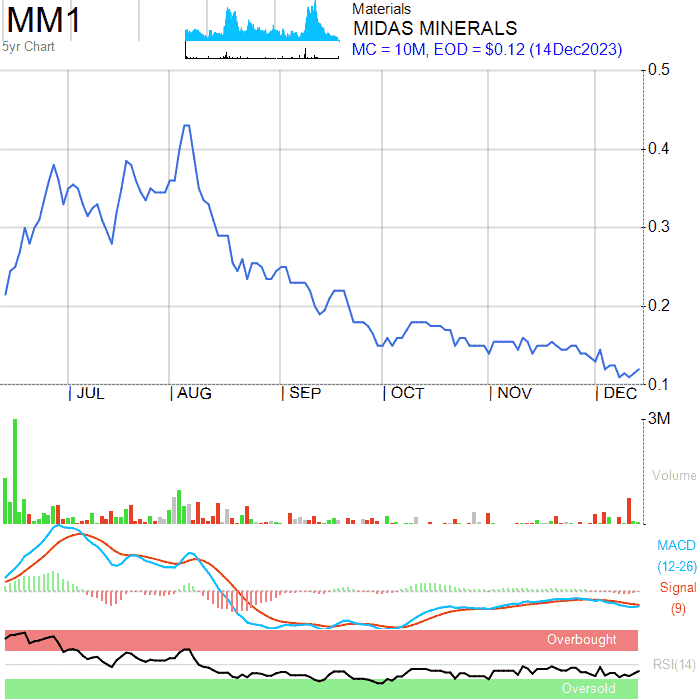 MM1
5yr Chart
Materials
MIDAS MINERALS
MC = 10M, EOD = $0.12 (14Dec2023)
0.5
0.4
0.3
0.2
0.1
JUL
AUG
SEP
OCT
NOV
DEC
3M
Volume
MACD
(12-26)
Signal
(9)
Overbought
RSI(14)
Oversold